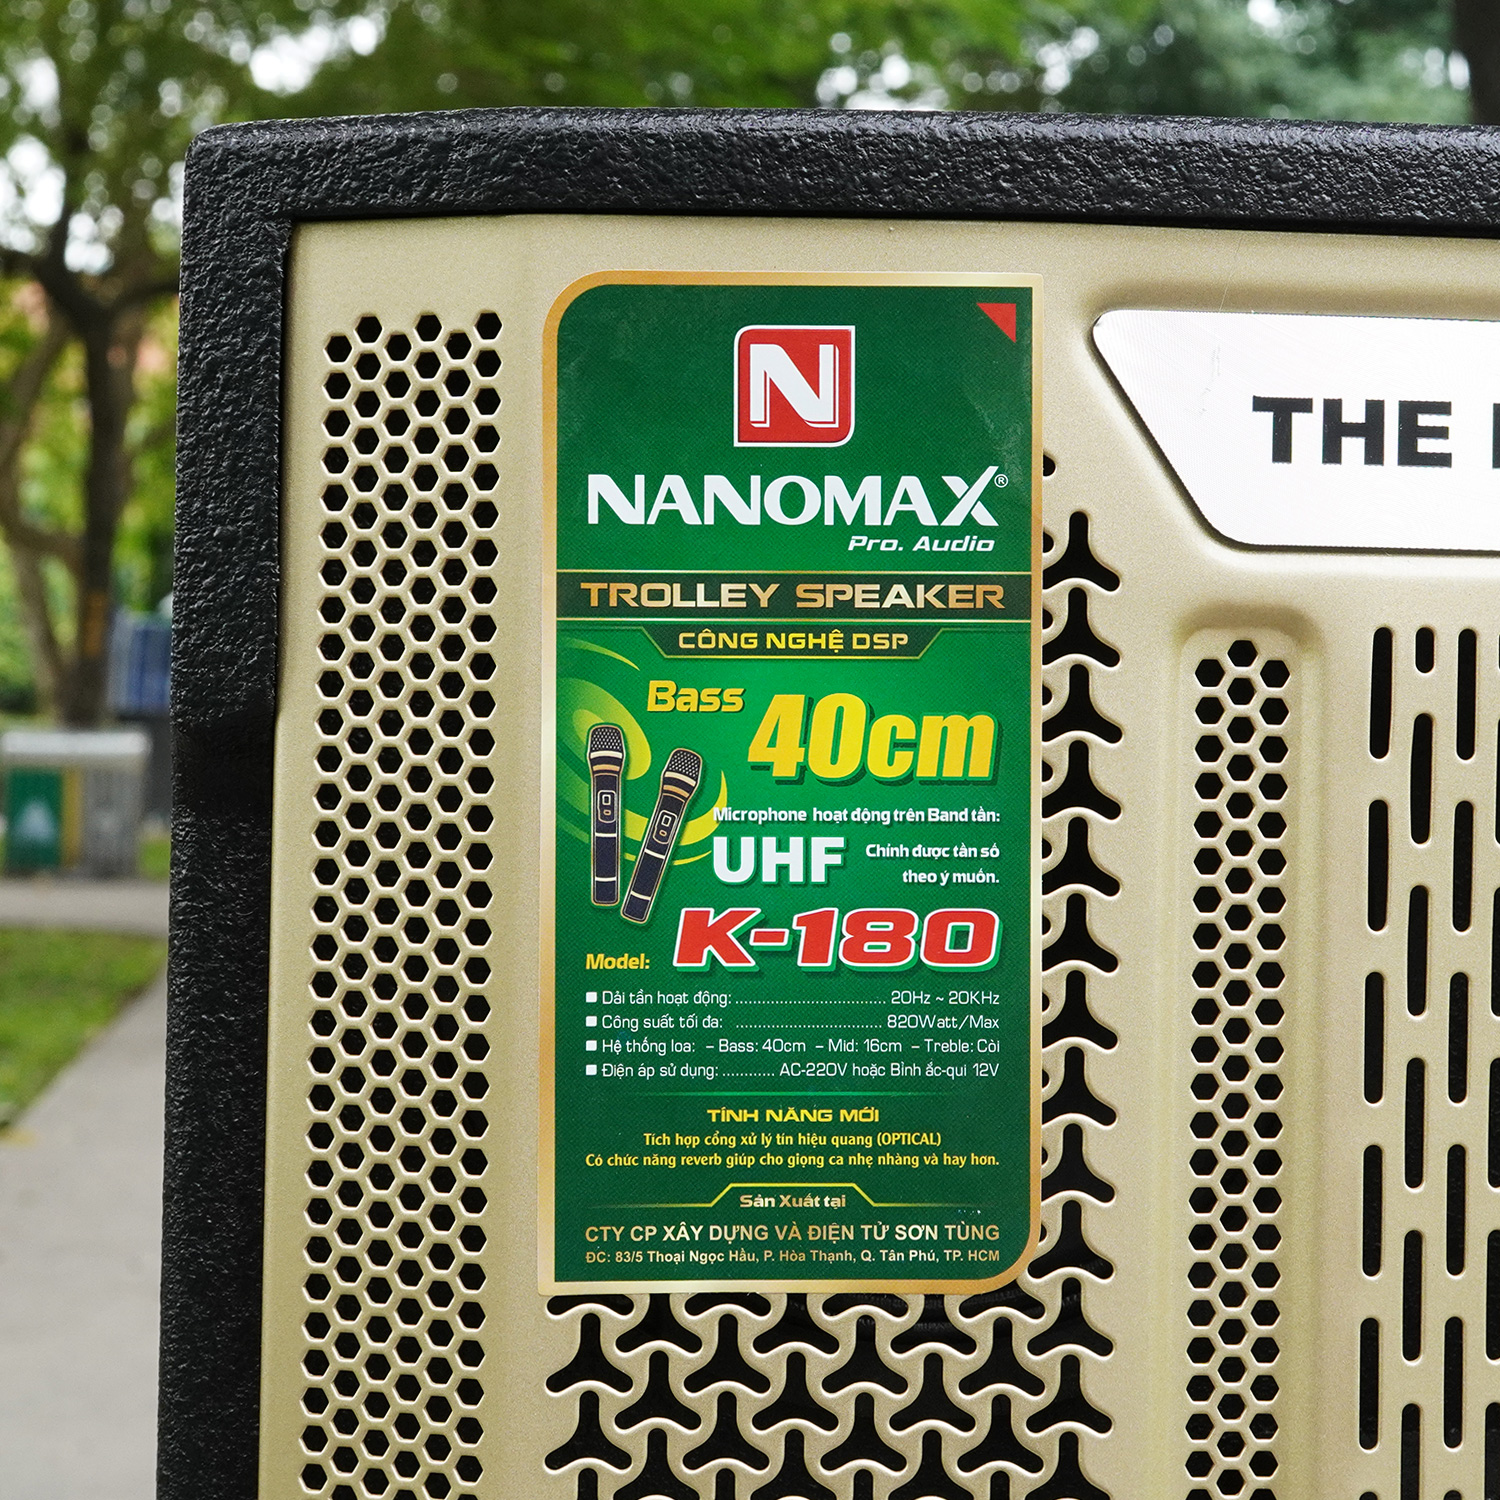 N
NANOMAX®
Pro. Audio
TROLLEY SPEAKER
CÔNG NGHỆ DSP
Bass 40cm
Microphone hoạt động trên Band tần:
UHF Chỉnh được tần số
theo ý muốn.
Model: K-180
Dải tần hoạt động: .................................. 20Hz ~ 20KHz
Công suất tối đa: ................................. 820Watt/Max
Hệ thống loa: – Bass: 40cm – Mid: 16cm – Treble: Còi
Điện áp sử dụng: ............ AC-220V hoặc Bình ắc-qui 12V
TÍNH NĂNG MỚI
Tích hợp cổng xử lý tín hiệu quang (OPTICAL)
Có chức năng reverb giúp cho giọng ca nhẹ nhàng và hay hơn.
Sản Xuất tại
CTY CP XÂY DỰNG VÀ ĐIỆN TỬ SƠN TÙNG
ĐC: 83/5 Thoại Ngọc Hầu, P. Hòa Thạnh, Q. Tân Phú, TP. HCM
THE